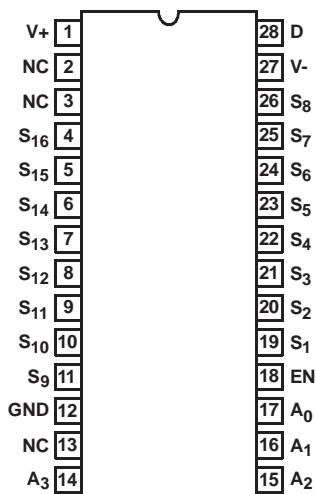 V+ 1 28 D
NC 2 27 V-
NC 3 26 S8
S16 4 25 S7
S15 5 24 S6
S14 6 23 S5
S13 7 22 S4
S12 8 21 S3
S11 9 20 S2
S10 10 19 S1
S9 11 18 EN
GND 12 17 A0
NC 13 16 A1
A3 14 15 A2